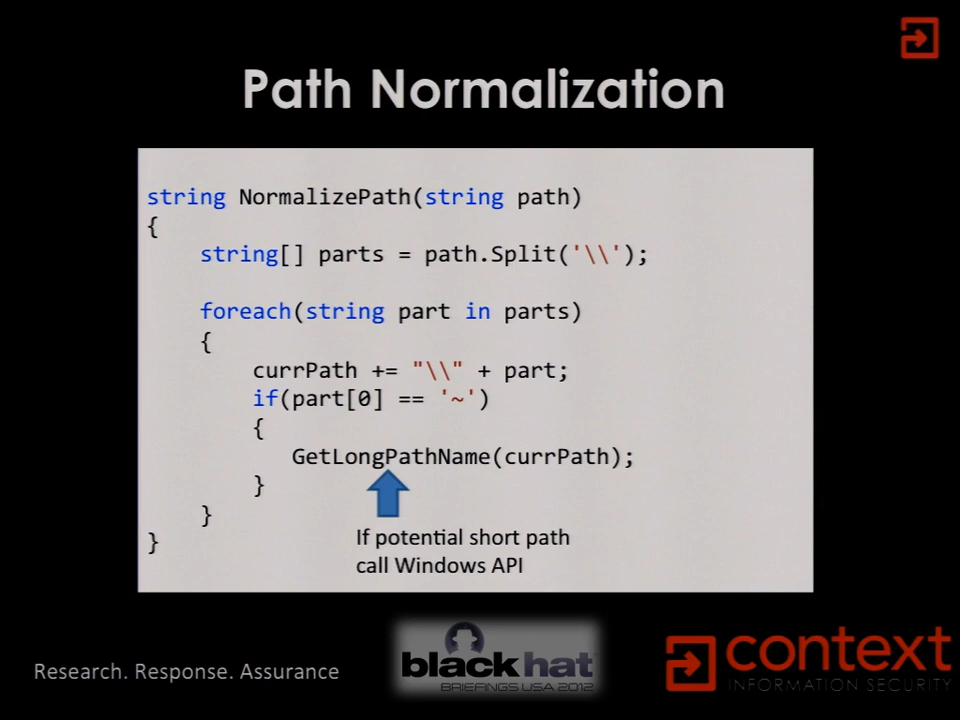 Path Normalization
string NormalizePath(string path)
{
    string[] parts = path.Split('\\');
    foreach(string part in parts)
    {
        currPath += "\\" + part;
        if(part[0] == '~')
        {
           GetLongPathName(currPath);
        }
    }
}
If potential short path
call Windows API
Research. Response. Assurance
black hat
BRIEFINGS USA 2012
context
INFORMATION SECURITY